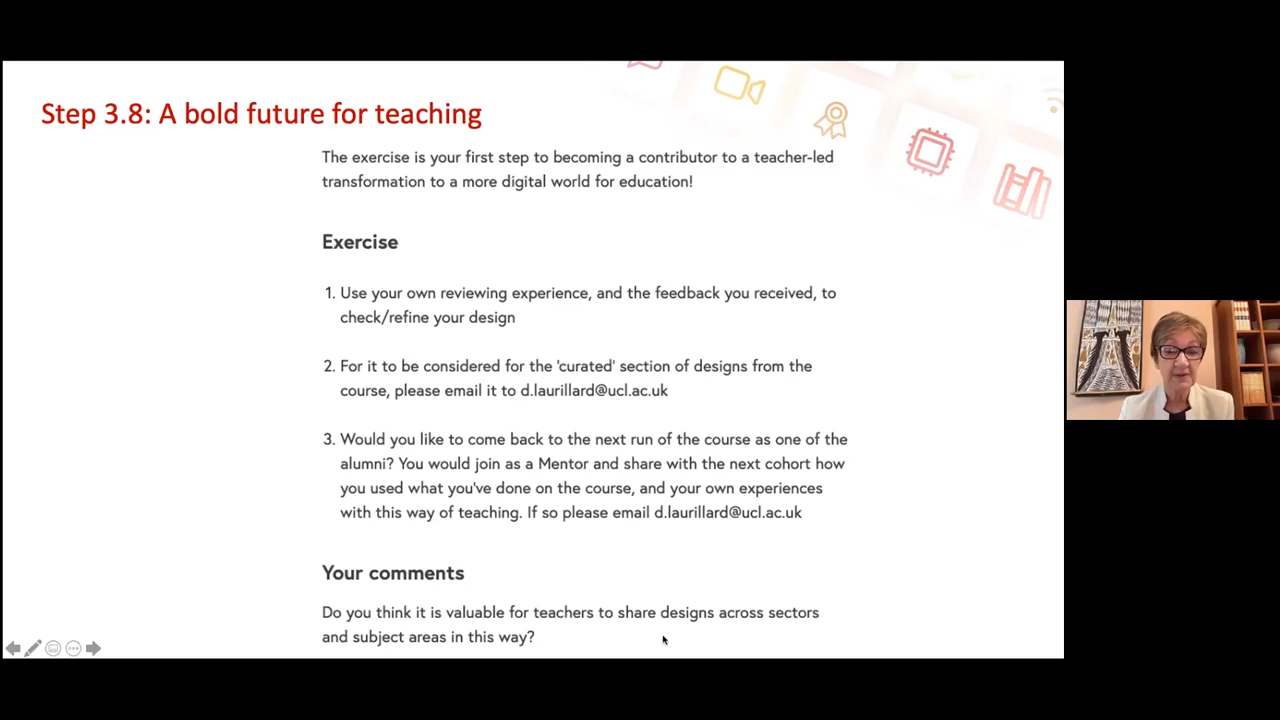 Step 3.8: A bold future for teaching
The exercise is your first step to becoming a contributor to a teacher-led
transformation to a more digital world for education!
Exercise
1. Use your own reviewing experience, and the feedback you received, to
check/refine your design
2. For it to be considered for the 'curated' section of designs from the
course, please email it to d.laurillard@ucl.ac.uk
3. Would you like to come back to the next run of the course as one of the
alumni? You would join as a Mentor and share with the next cohort how
you used what you've done on the course, and your own experiences
with this way of teaching. If so please email d.laurillard@ucl.ac.uk
Your comments
Do you think it is valuable for teachers to share designs across sectors
and subject areas in this way?